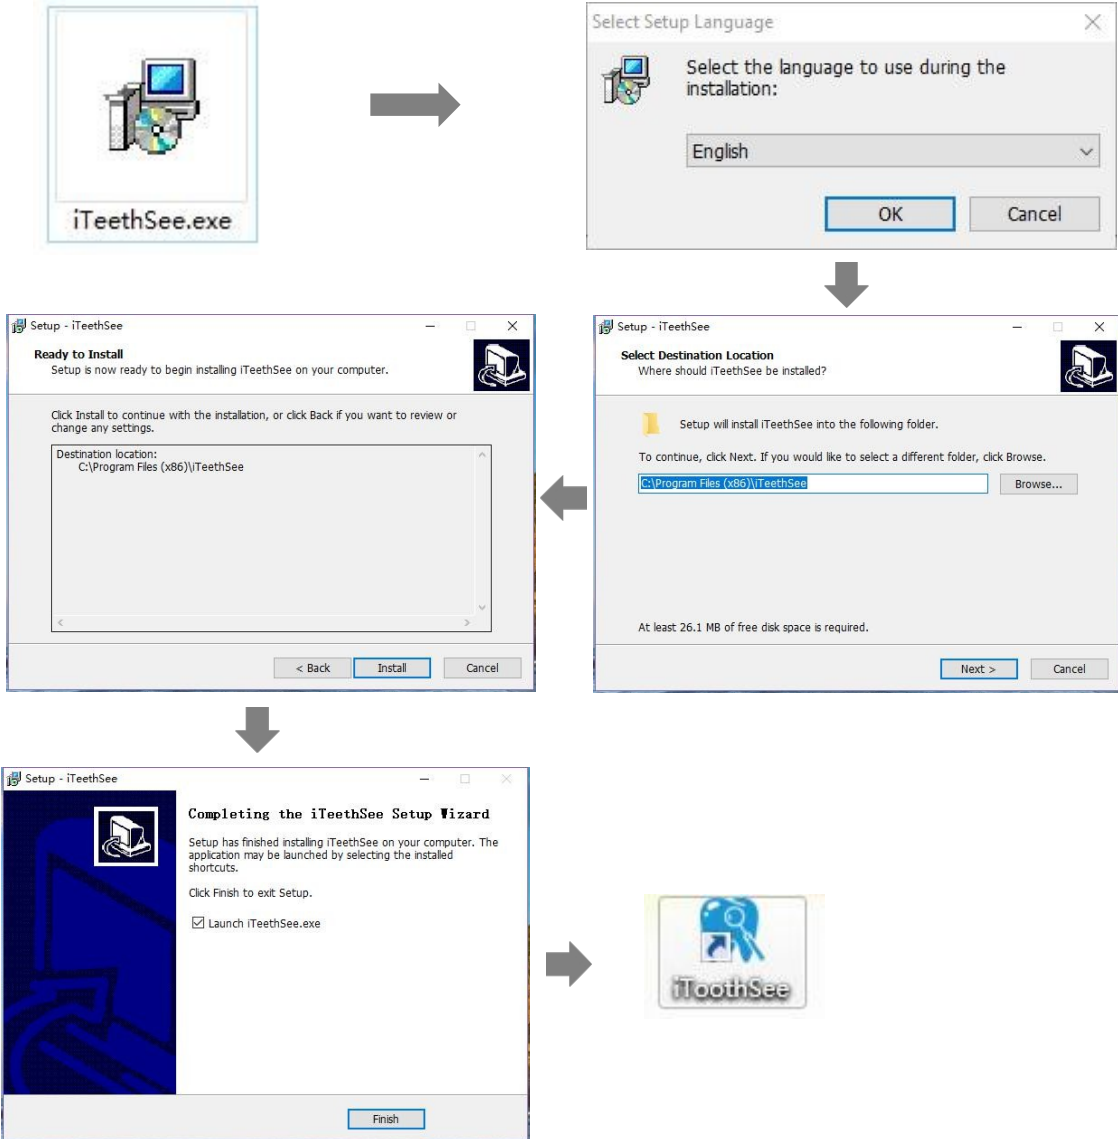 iTeethSee.exe
Select Setup Language
Select the language to use during the
installation:
English
OK
Cancel
Setup - iTeethSee
Select Destination Location
Where should iTeethSee be installed?
Setup will install iTeethSee into the following folder.
To continue, click Next. If you would like to select a different folder, click Browse.
C:\Program Files (x86)\iTeethSee
Browse...
At least 26.1 MB of free disk space is required.
Next >
Cancel
Setup - iTeethSee
Ready to Install
Setup is now ready to begin installing iTeethSee on your computer.
Click Install to continue with the installation, or click Back if you want to review or
change any settings.
Destination location:
C:\Program Files (x86)\iTeethSee
< Back
Install
Cancel
Setup - iTeethSee
Completing the iTeethSee Setup Wizard
Setup has finished installing iTeethSee on your computer. The
application may be launched by selecting the installed
shortcuts.
Click Finish to exit Setup.
Launch iTeethSee.exe
Finish
iToothSee